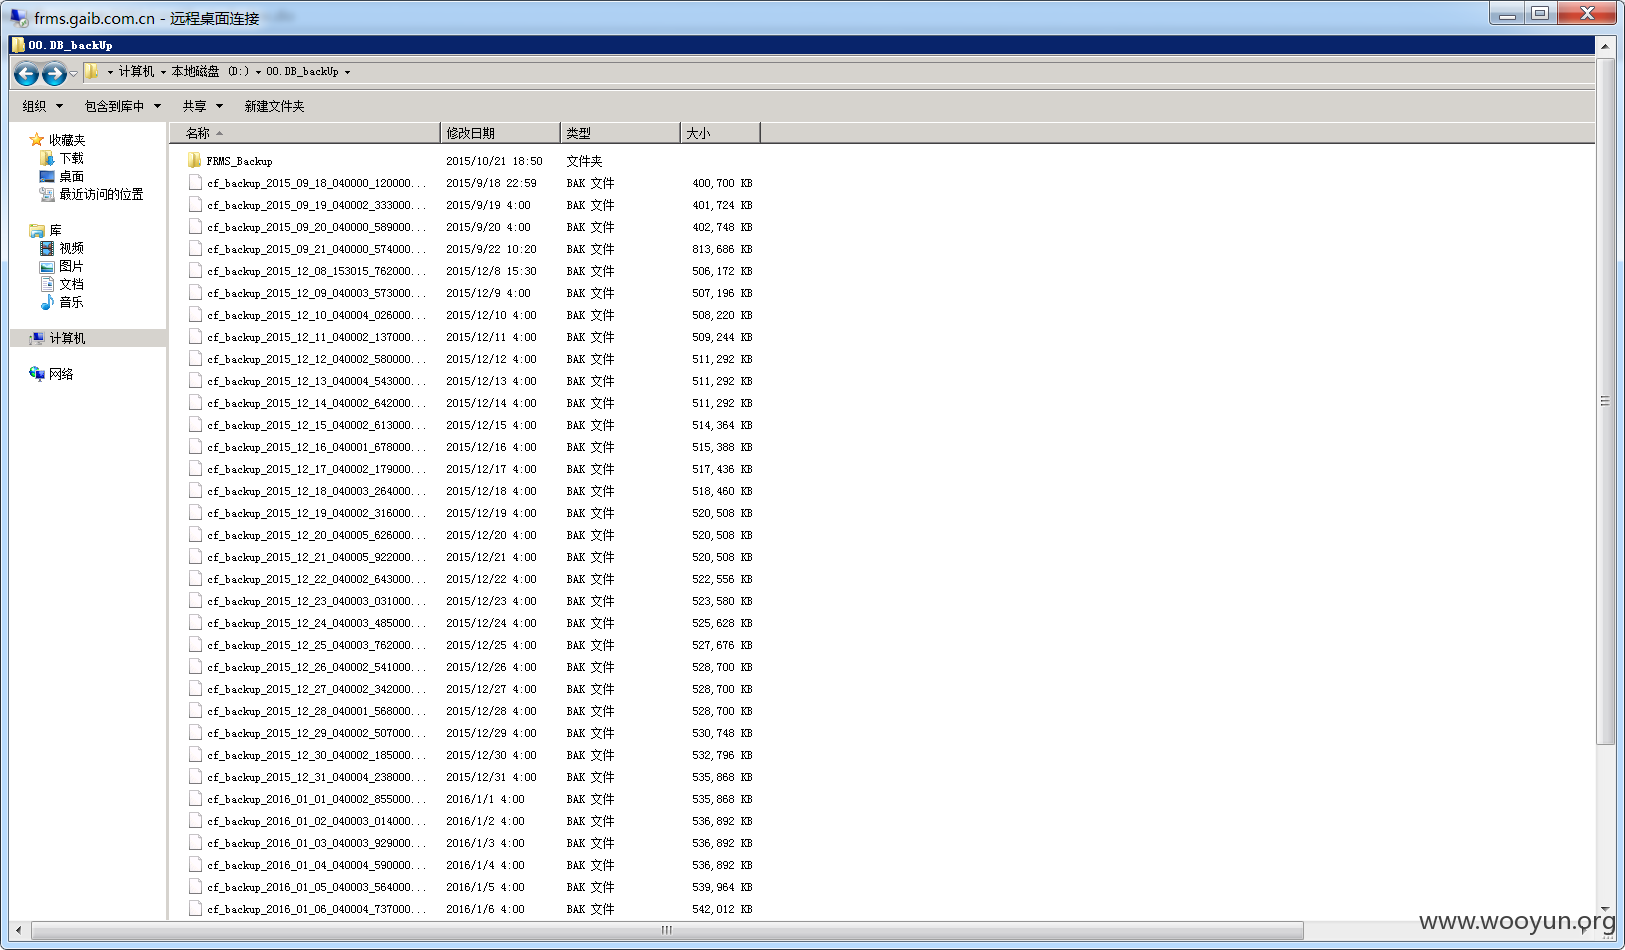 frms.gaib.com.cn - 远程桌面连接
00.DB_backUp
计算机 本地磁盘 (D:) 00.DB_backUp
组织 包含到库中 共享 新建文件夹
收藏夹
下载
桌面
最近访问的位置
库
视频
图片
文档
音乐
计算机
网络
名称 修改日期 类型 大小
FRMS_Backup 2015/10/21 18:50 文件夹
cf_backup_2015_09_18_040000_120000... 2015/9/18 22:59 BAK 文件 400,700 KB
cf_backup_2015_09_19_040002_333000... 2015/9/19 4:00 BAK 文件 401,724 KB
cf_backup_2015_09_20_040000_589000... 2015/9/20 4:00 BAK 文件 402,748 KB
cf_backup_2015_09_21_040000_574000... 2015/9/22 10:20 BAK 文件 813,686 KB
cf_backup_2015_12_08_153015_762000... 2015/12/8 15:30 BAK 文件 506,172 KB
cf_backup_2015_12_09_040003_573000... 2015/12/9 4:00 BAK 文件 507,196 KB
cf_backup_2015_12_10_040004_026000... 2015/12/10 4:00 BAK 文件 508,220 KB
cf_backup_2015_12_11_040002_137000... 2015/12/11 4:00 BAK 文件 509,244 KB
cf_backup_2015_12_12_040002_580000... 2015/12/12 4:00 BAK 文件 511,292 KB
cf_backup_2015_12_13_040004_543000... 2015/12/13 4:00 BAK 文件 511,292 KB
cf_backup_2015_12_14_040002_642000... 2015/12/14 4:00 BAK 文件 511,292 KB
cf_backup_2015_12_15_040002_613000... 2015/12/15 4:00 BAK 文件 514,364 KB
cf_backup_2015_12_16_040001_678000... 2015/12/16 4:00 BAK 文件 515,388 KB
cf_backup_2015_12_17_040002_179000... 2015/12/17 4:00 BAK 文件 517,436 KB
cf_backup_2015_12_18_040003_264000... 2015/12/18 4:00 BAK 文件 518,460 KB
cf_backup_2015_12_19_040002_316000... 2015/12/19 4:00 BAK 文件 520,508 KB
cf_backup_2015_12_20_040005_626000... 2015/12/20 4:00 BAK 文件 520,508 KB
cf_backup_2015_12_21_040005_922000... 2015/12/21 4:00 BAK 文件 520,508 KB
cf_backup_2015_12_22_040002_643000... 2015/12/22 4:00 BAK 文件 522,556 KB
cf_backup_2015_12_23_040003_031000... 2015/12/23 4:00 BAK 文件 523,580 KB
cf_backup_2015_12_24_040003_485000... 2015/12/24 4:00 BAK 文件 525,628 KB
cf_backup_2015_12_25_040003_762000... 2015/12/25 4:00 BAK 文件 527,676 KB
cf_backup_2015_12_26_040002_541000... 2015/12/26 4:00 BAK 文件 528,700 KB
cf_backup_2015_12_27_040002_342000... 2015/12/27 4:00 BAK 文件 528,700 KB
cf_backup_2015_12_28_040001_568000... 2015/12/28 4:00 BAK 文件 528,700 KB
cf_backup_2015_12_29_040002_507000... 2015/12/29 4:00 BAK 文件 530,748 KB
cf_backup_2015_12_30_040002_185000... 2015/12/30 4:00 BAK 文件 532,796 KB
cf_backup_2015_12_31_040004_238000... 2015/12/31 4:00 BAK 文件 535,868 KB
cf_backup_2016_01_01_040002_855000... 2016/1/1 4:00 BAK 文件 535,868 KB
cf_backup_2016_01_02_040003_014000... 2016/1/2 4:00 BAK 文件 536,892 KB
cf_backup_2016_01_03_040003_929000... 2016/1/3 4:00 BAK 文件 536,892 KB
cf_backup_2016_01_04_040004_590000... 2016/1/4 4:00 BAK 文件 536,892 KB
cf_backup_2016_01_05_040003_564000... 2016/1/5 4:00 BAK 文件 539,964 KB
cf_backup_2016_01_06_040004_737000... 2016/1/6 4:00 BAK 文件 542,012 KB
www.wooyun.org